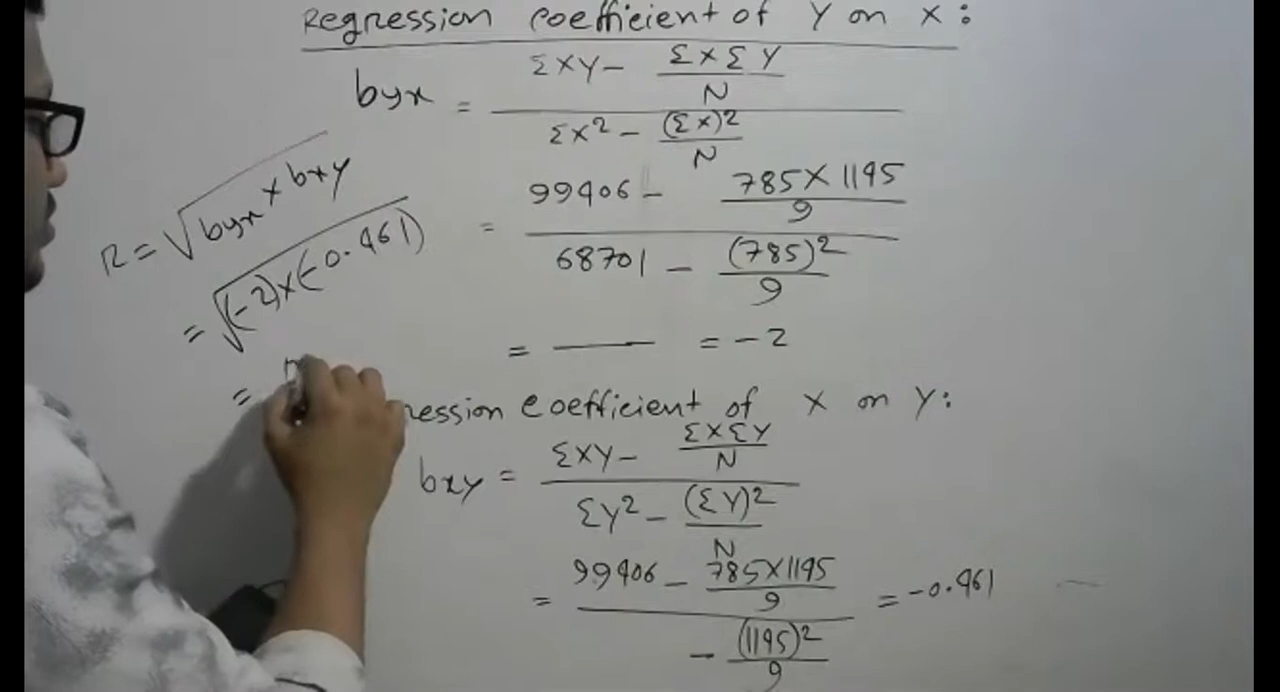 Regression Coefficient of Y on X:
byx = ΣXY - ΣXΣY/N
ΣX² - (ΣX)²/N
= 99406 - 785×1195/9
68701 - (785)²/9
= —— = -2
R = √byx × bxy
= √(-2)×(-0.461)
=
ression Coefficient of X on Y:
bxy = ΣXY - ΣXΣY/N
ΣY² - (ΣY)²/N
= 99406 - 785×1195/9 = -0.461
- (1195)²/9